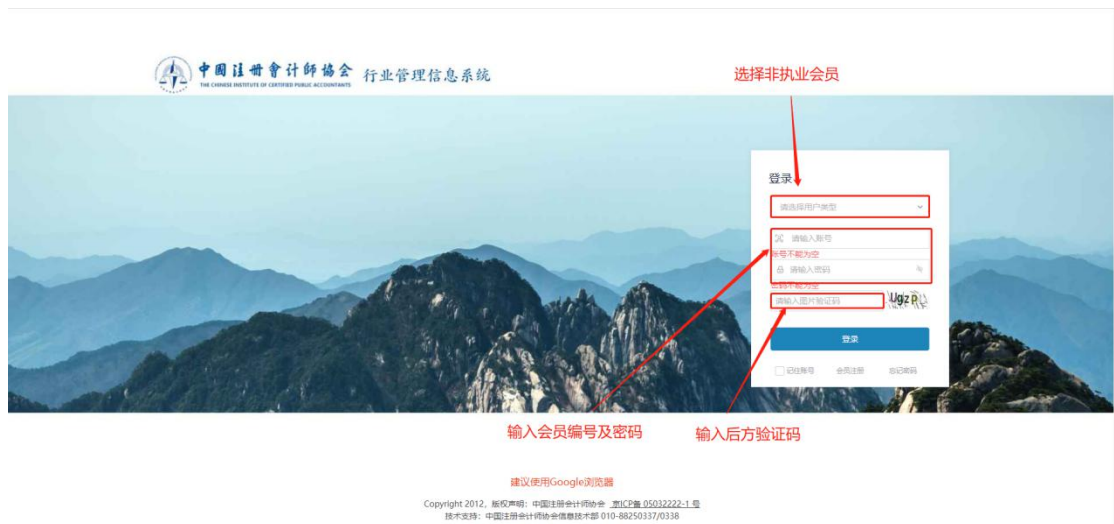 中国注册會计师協会 行业管理信息系统
THE CHINESE INSTITUTE OF CERTIFIED PUBLIC ACCOUNTANTS
选择非执业会员
登录
请选择用户类型
请输入账号
账号不能为空
请输入密码
密码不能为空
请输入图片验证码
登录
记住账号 会员注册 忘记密码
输入会员编号及密码 输入后方验证码
建议使用Google浏览器
Copyright 2012，版权声明：中国注册会计师协会 京ICP备 05032222-1 号
技术支持：中国注册会计师协会信息技术部 010-88250337/0338